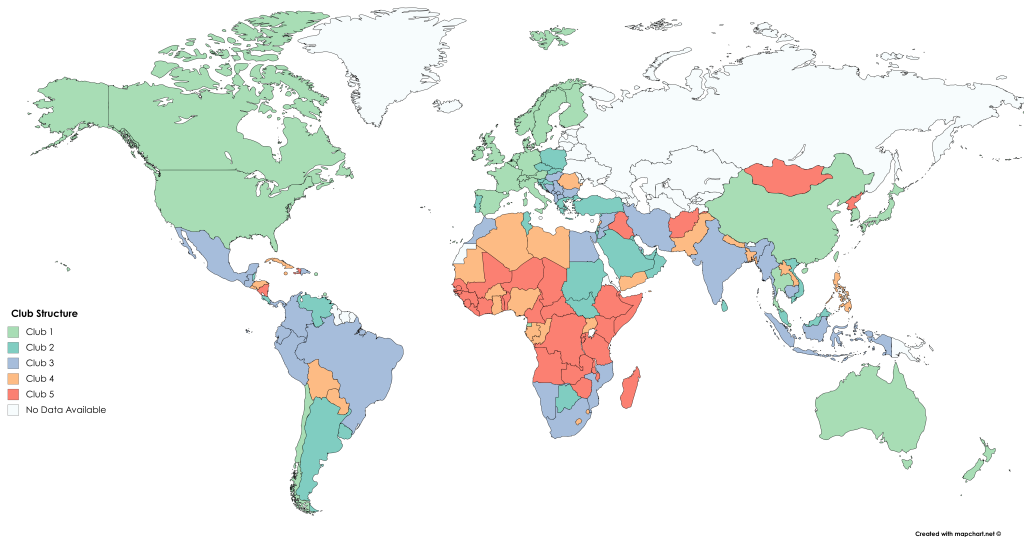 Club Structure
Club 1
Club 2
Club 3
Club 4
Club 5
No Data Available
Created with mapchart.net ©